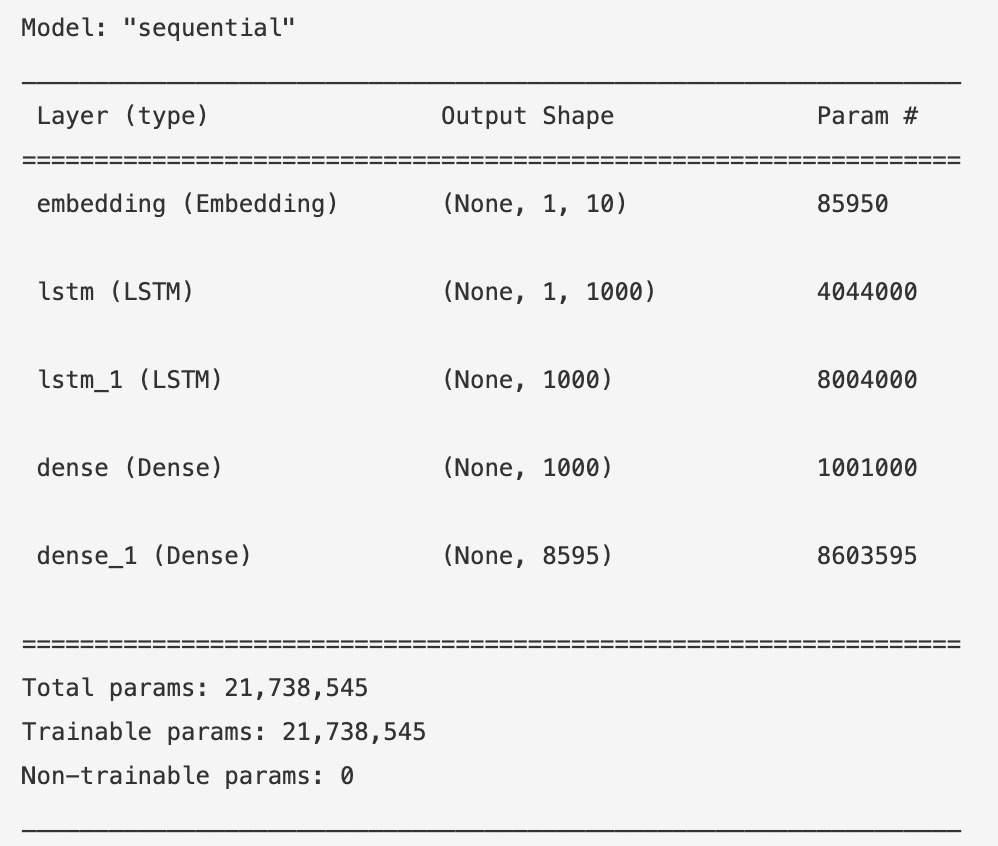 Model: "sequential"
_________________________________________________________________
Layer (type) Output Shape Param #
=================================================================
embedding (Embedding) (None, 1, 10) 85950
lstm (LSTM) (None, 1, 1000) 4044000
lstm_1 (LSTM) (None, 1000) 8004000
dense (Dense) (None, 1000) 1001000
dense_1 (Dense) (None, 8595) 8603595
=================================================================
Total params: 21,738,545
Trainable params: 21,738,545
Non-trainable params: 0
_________________________________________________________________